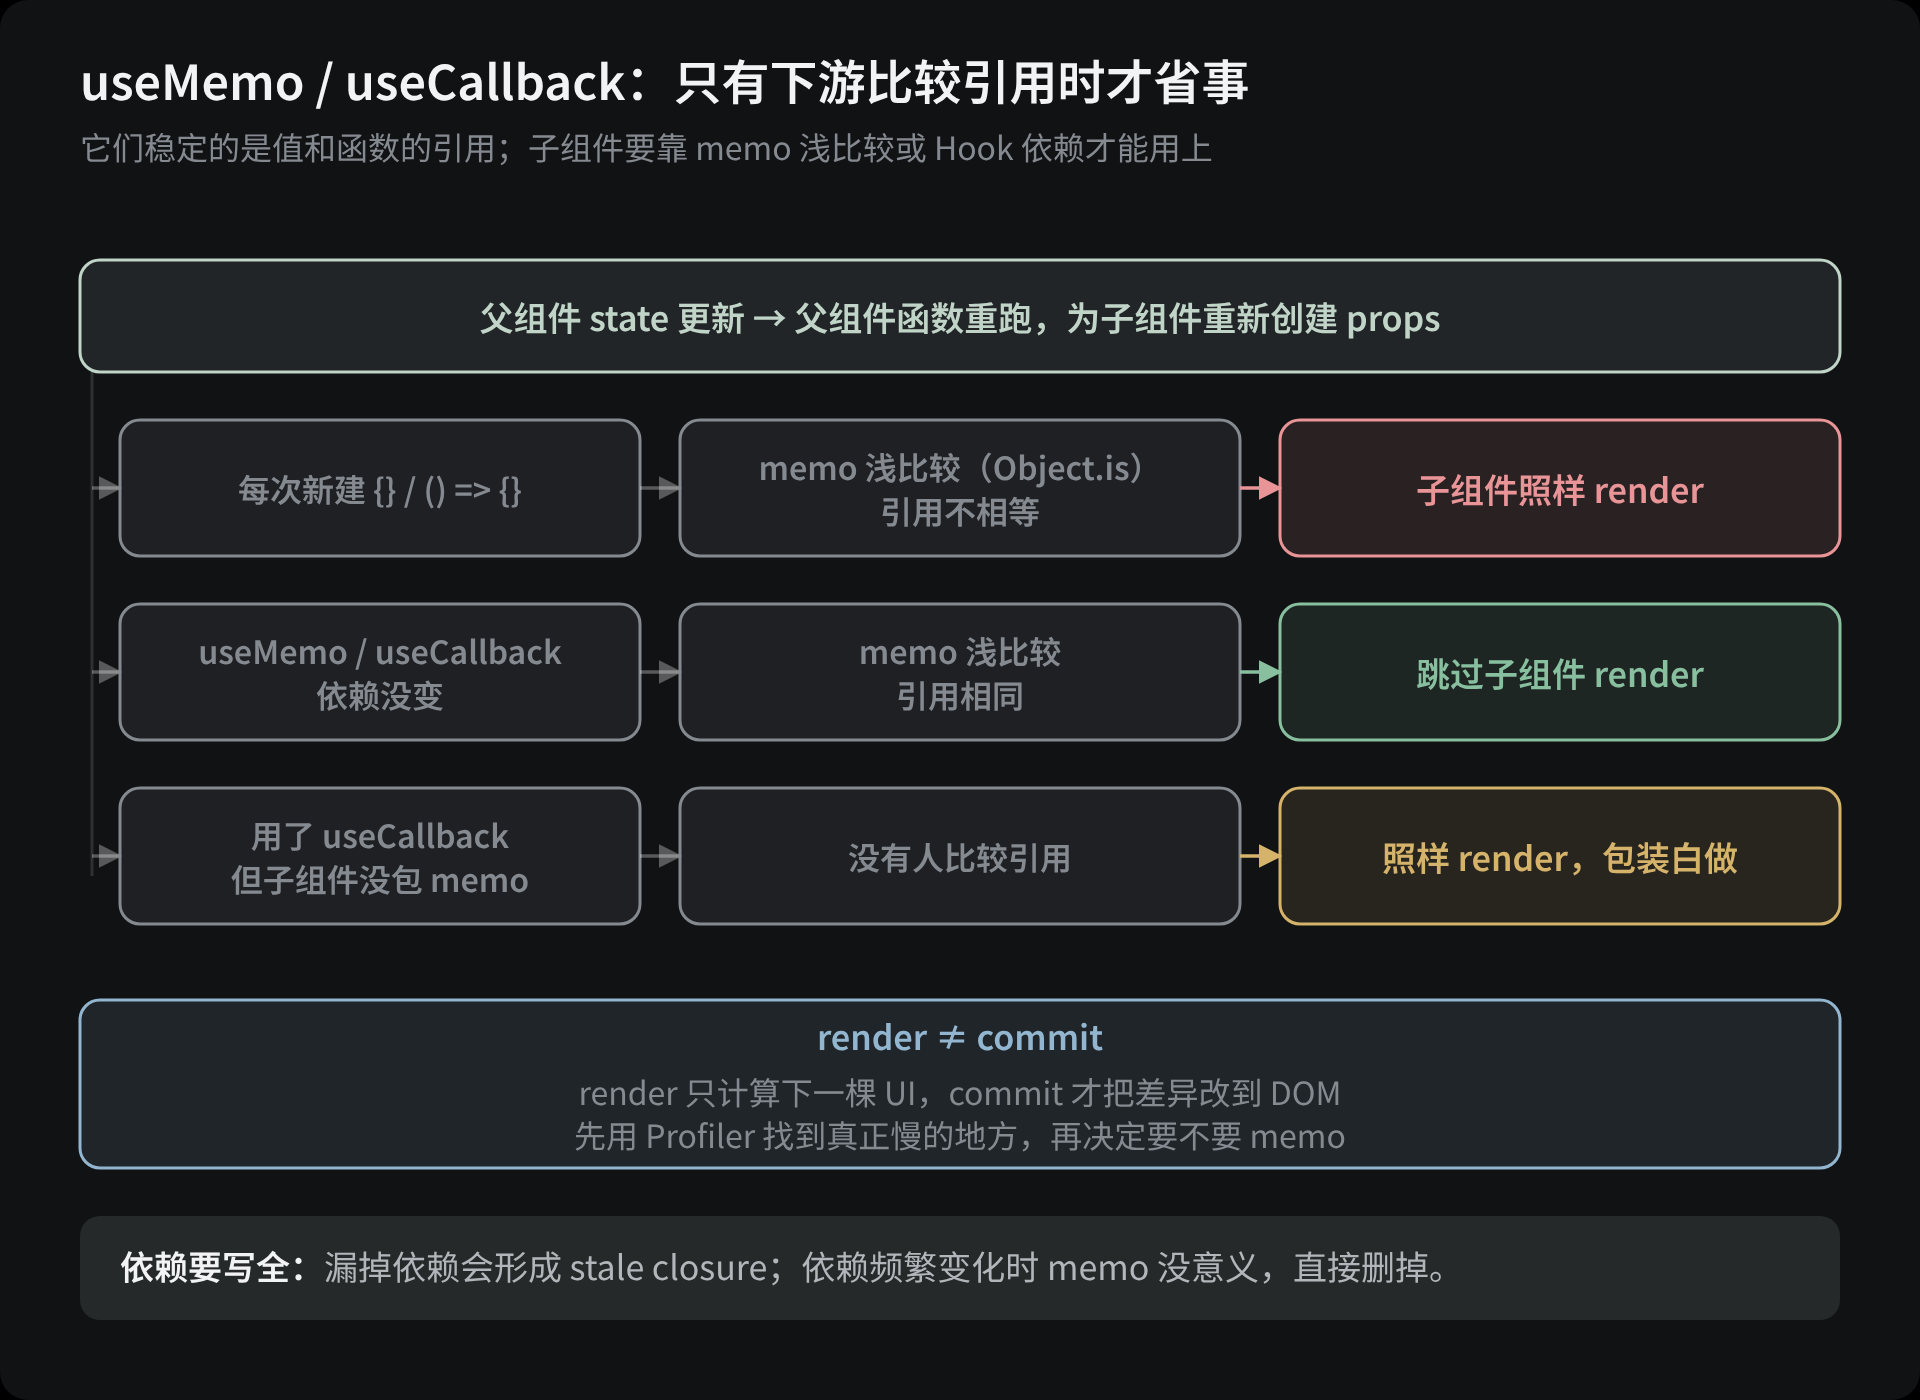 useMemo / useCallback：只有下游比较引用时才省事
它们稳定的是值和函数的引用；子组件要靠 memo 浅比较或 Hook 依赖才能用上
父组件 state 更新 → 父组件函数重跑，为子组件重新创建 props
每次新建 {} / () => {}
memo 浅比较（Object.is）
引用不相等
子组件照样 render
useMemo / useCallback
依赖没变
memo 浅比较
引用相同
跳过子组件 render
用了 useCallback
但子组件没包 memo
没有人比较引用
照样 render，包装白做
render ≠ commit
render 只计算下一棵 UI，commit 才把差异改到 DOM
先用 Profiler 找到真正慢的地方，再决定要不要 memo
依赖要写全：漏掉依赖会形成 stale closure；依赖频繁变化时 memo 没意义，直接删掉。